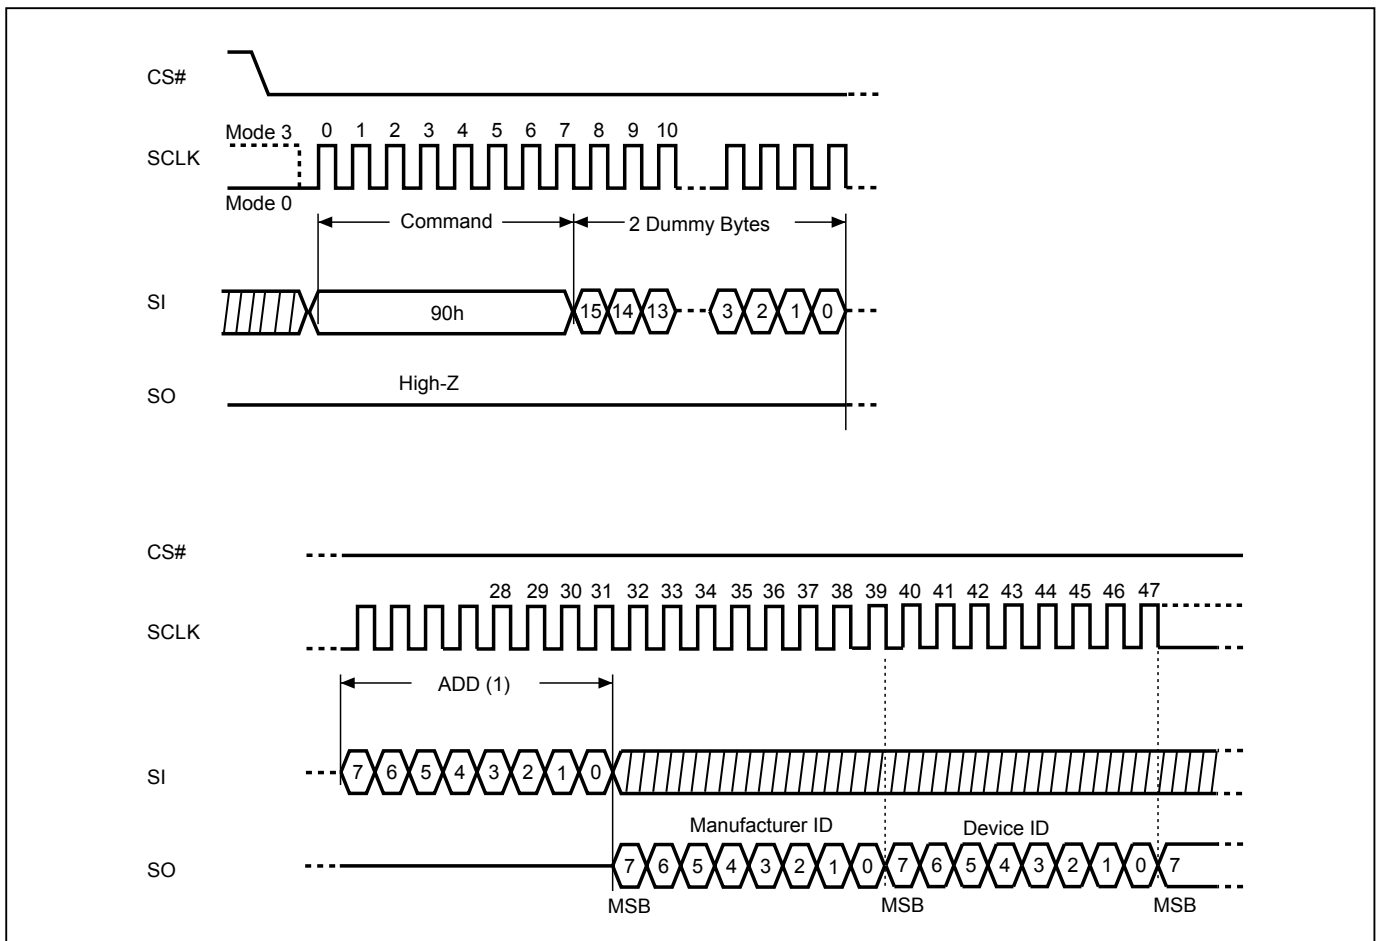 CS#
Mode 3 0 1 2 3 4 5 6 7 8 9 10
SCLK
Mode 0
Command 2 Dummy Bytes
SI 90h 15 14 13 3 2 1 0
High-Z
SO
CS#
28 29 30 31 32 33 34 35 36 37 38 39 40 41 42 43 44 45 46 47
SCLK
ADD (1)
SI 7 6 5 4 3 2 1 0
Manufacturer ID Device ID
SO 7 6 5 4 3 2 1 0 7 6 5 4 3 2 1 0 7
MSB MSB MSB